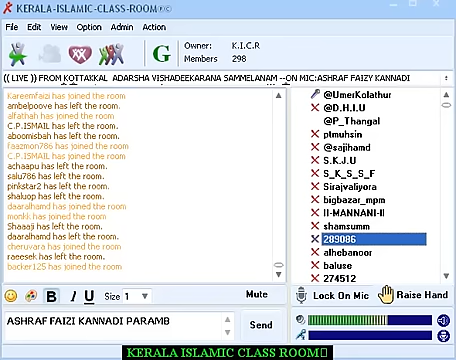 KERALA-ISLAMIC-CLASS-ROOM®©
File Edit View Option Admin Action
G
Owner: K.I.C.R
Members 298
(( LIVE )) FROM KOTTAKKAL ADARSHA VISHADEEKARANA SAMMELANAM --ON MIC:ASHRAF FAIZY KANNADI
Kareemfaizi has joined the room
ambelpoove has left the room.
alfathah has joined the room
C.P.ISMAIL has left the room.
aboomisbah has left the room.
faazmon786 has joined the room
C.P.ISMAIL has joined the room
achaapu has left the room.
salu786 has left the room.
pinkstar2 has left the room.
shaluop has left the room.
daaralhamd has joined the room
monkk has joined the room
Shaaaji has left the room.
daaralhamd has left the room.
cheruvara has joined the room
raeesek has left the room.
backer125 has joined the room
@UmerKolathur
@D.H.I.U
@P_Thangal
ptmuhsin
@sajihamd
S.K.J.U
S_K_S_S_F
Sirajvaliyora
bigbazar_mpm
II-MANNANI-II
shamsumm
289086
alhebanoor
baluse
274512
B I U Size 1 Mute
Lock On Mic Raise Hand
ASHRAF FAIZI KANNADI PARAMB
Send
KERALA ISLAMIC CLASS ROOM